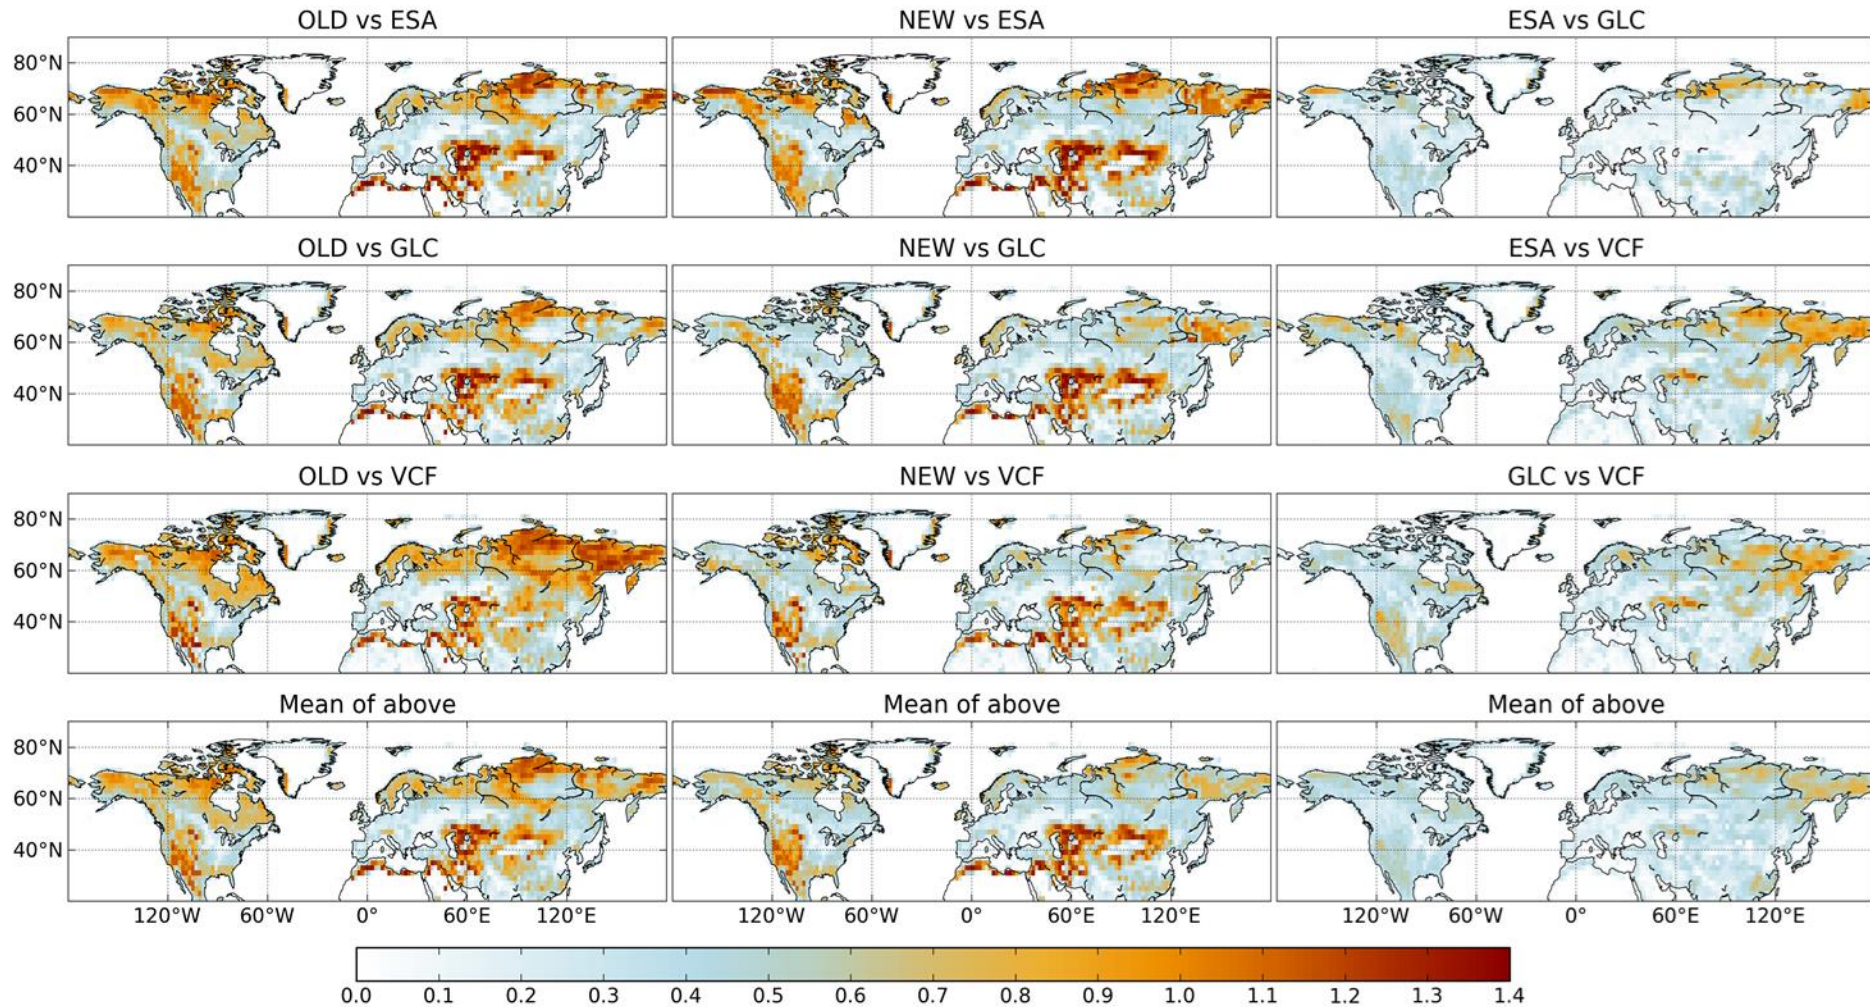 OLD vs ESA
NEW vs ESA
ESA vs GLC
80°N
60°N
40°N
OLD vs GLC
NEW vs GLC
ESA vs VCF
80°N
60°N
40°N
OLD vs VCF
NEW vs VCF
GLC vs VCF
80°N
60°N
40°N
Mean of above
Mean of above
Mean of above
80°N
60°N
40°N
120°W 60°W 0° 60°E 120°E
120°W 60°W 0° 60°E 120°E
120°W 60°W 0° 60°E 120°E
0.0 0.1 0.2 0.3 0.4 0.5 0.6 0.7 0.8 0.9 1.0 1.1 1.2 1.3 1.4